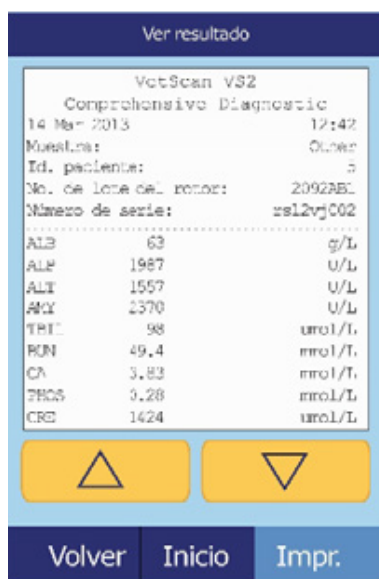 Ver resultado
VetScan VS2
Comprehensive Diagnostic
14 Mar 2013 12:42
Muestra: Other
Id. paciente: 5
No. de lote del rotor: 2092AB1
Número de serie: rsl2vjC02
ALB 63 g/L
ALP 1987 U/L
ALT 1557 U/L
AMY 2370 U/L
TBIL 98 umol/L
BUN 49.4 mmol/L
CA 3.83 mmol/L
PHOS 3.28 mmol/L
CRE 1424 umol/L
Volver Inicio Impr.